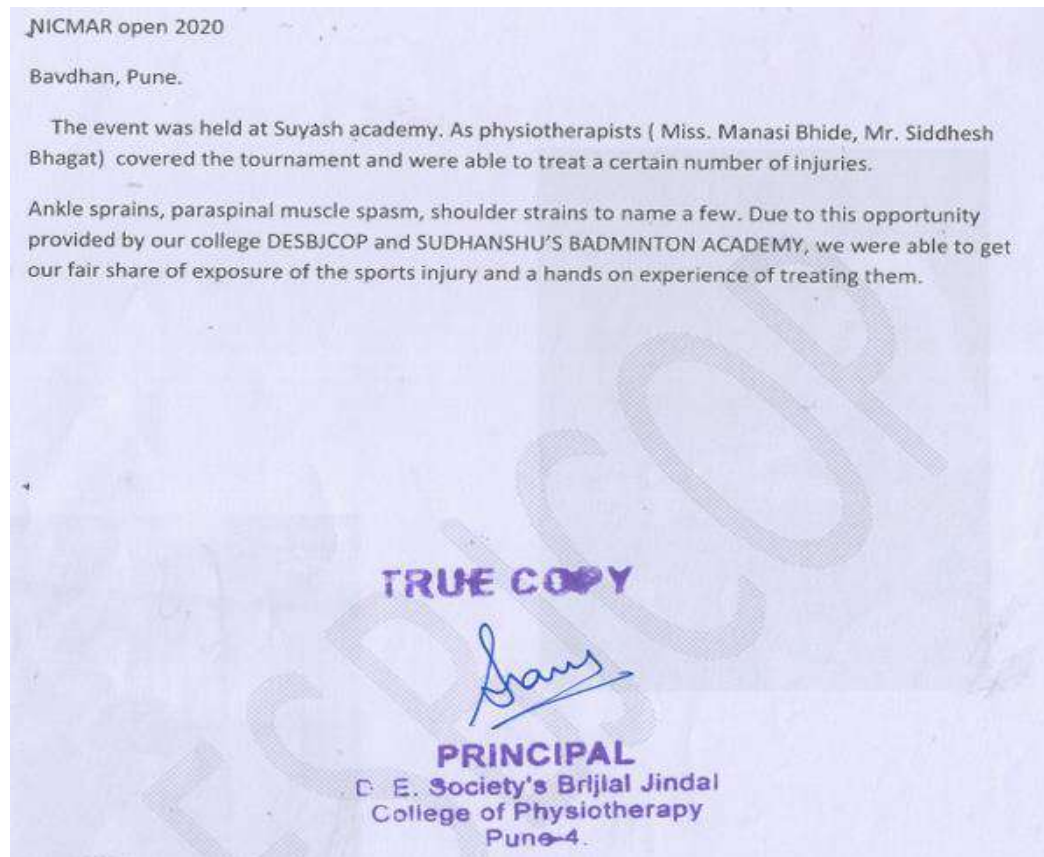 NICMAR open 2020
Bavdhan, Pune.
The event was held at Suyash academy. As physiotherapists ( Miss. Manasi Bhide, Mr. Siddhesh
Bhagat) covered the tournament and were able to treat a certain number of injuries.
Ankle sprains, paraspinal muscle spasm, shoulder strains to name a few. Due to this opportunity
provided by our college DESBJCOP and SUDHANSHU'S BADMINTON ACADEMY, we were able to get
our fair share of exposure of the sports injury and a hands on experience of treating them.
TRUE COPY
PRINCIPAL
D. E. Society's Brijlal Jindal
College of Physiotherapy
Pune-4.